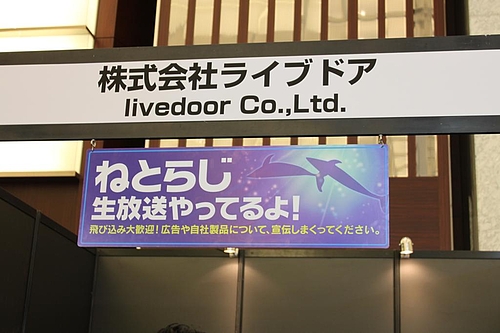 株式会社ライブドア
livedoor Co.,Ltd.
ねとらじ
生放送やってるよ!
飛び込み大歓迎!広告や自社製品について、宣伝しまくってください。